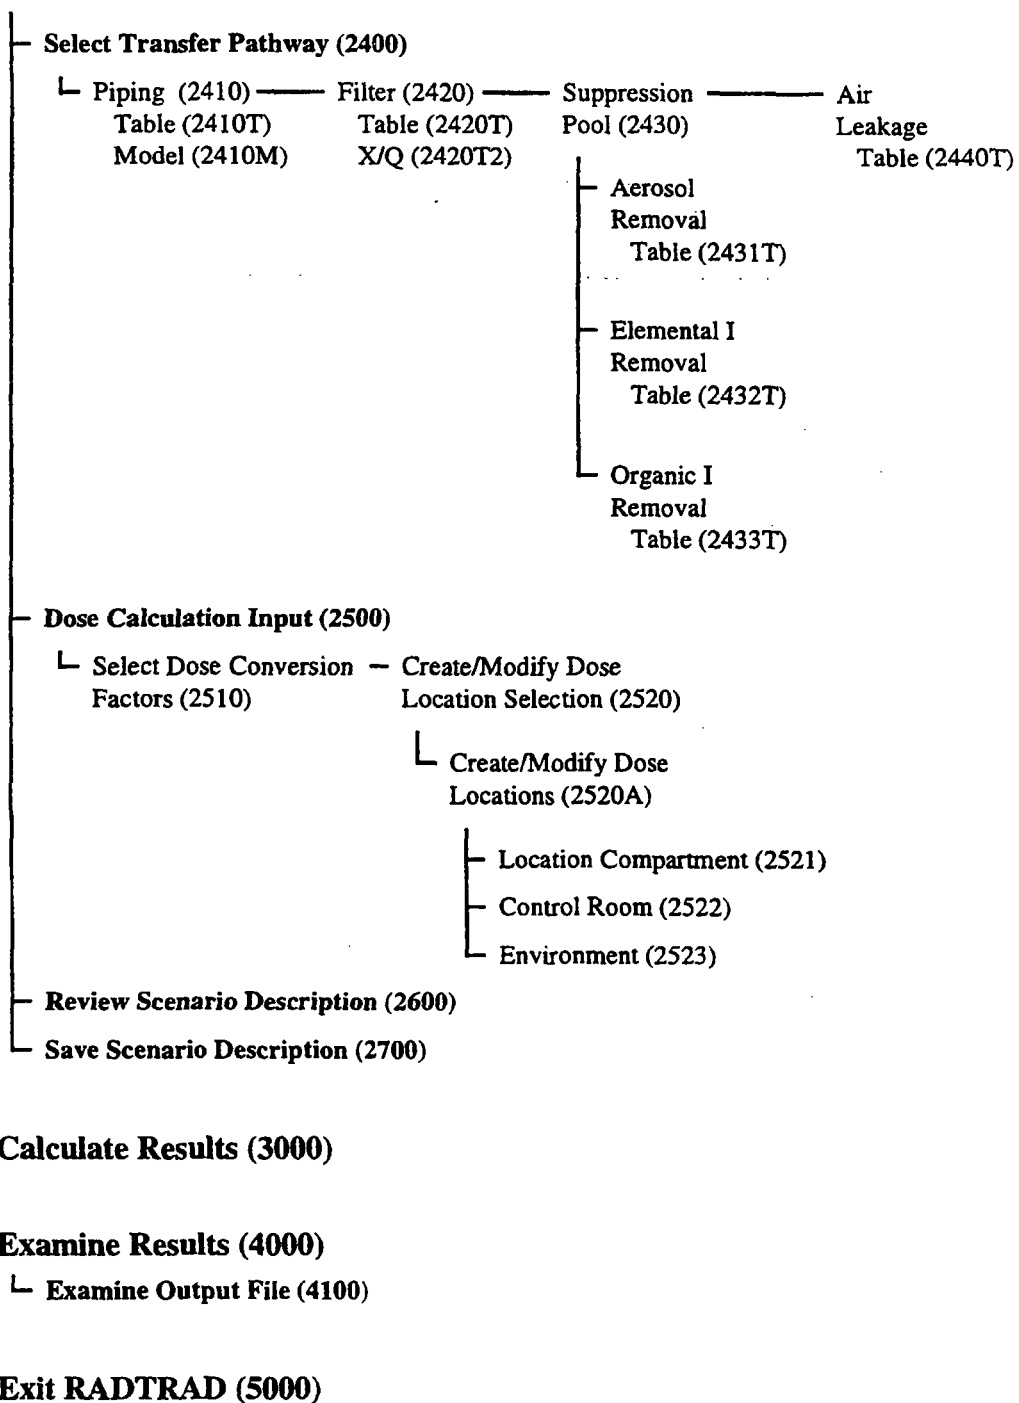 Select Transfer Pathway (2400)
Piping (2410) Filter (2420) Suppression Air
Table (2410T) Table (2420T) Pool (2430) Leakage
Model (2410M) X/Q (2420T2) Table (2440T)
Aerosol
Removal
Table (2431T)
Elemental I
Removal
Table (2432T)
Organic I
Removal
Table (2433T)
Dose Calculation Input (2500)
Select Dose Conversion Create/Modify Dose
Factors (2510) Location Selection (2520)
Create/Modify Dose
Locations (2520A)
Location Compartment (2521)
Control Room (2522)
Environment (2523)
Review Scenario Description (2600)
Save Scenario Description (2700)
Calculate Results (3000)
Examine Results (4000)
Examine Output File (4100)
Exit RADTRAD (5000)